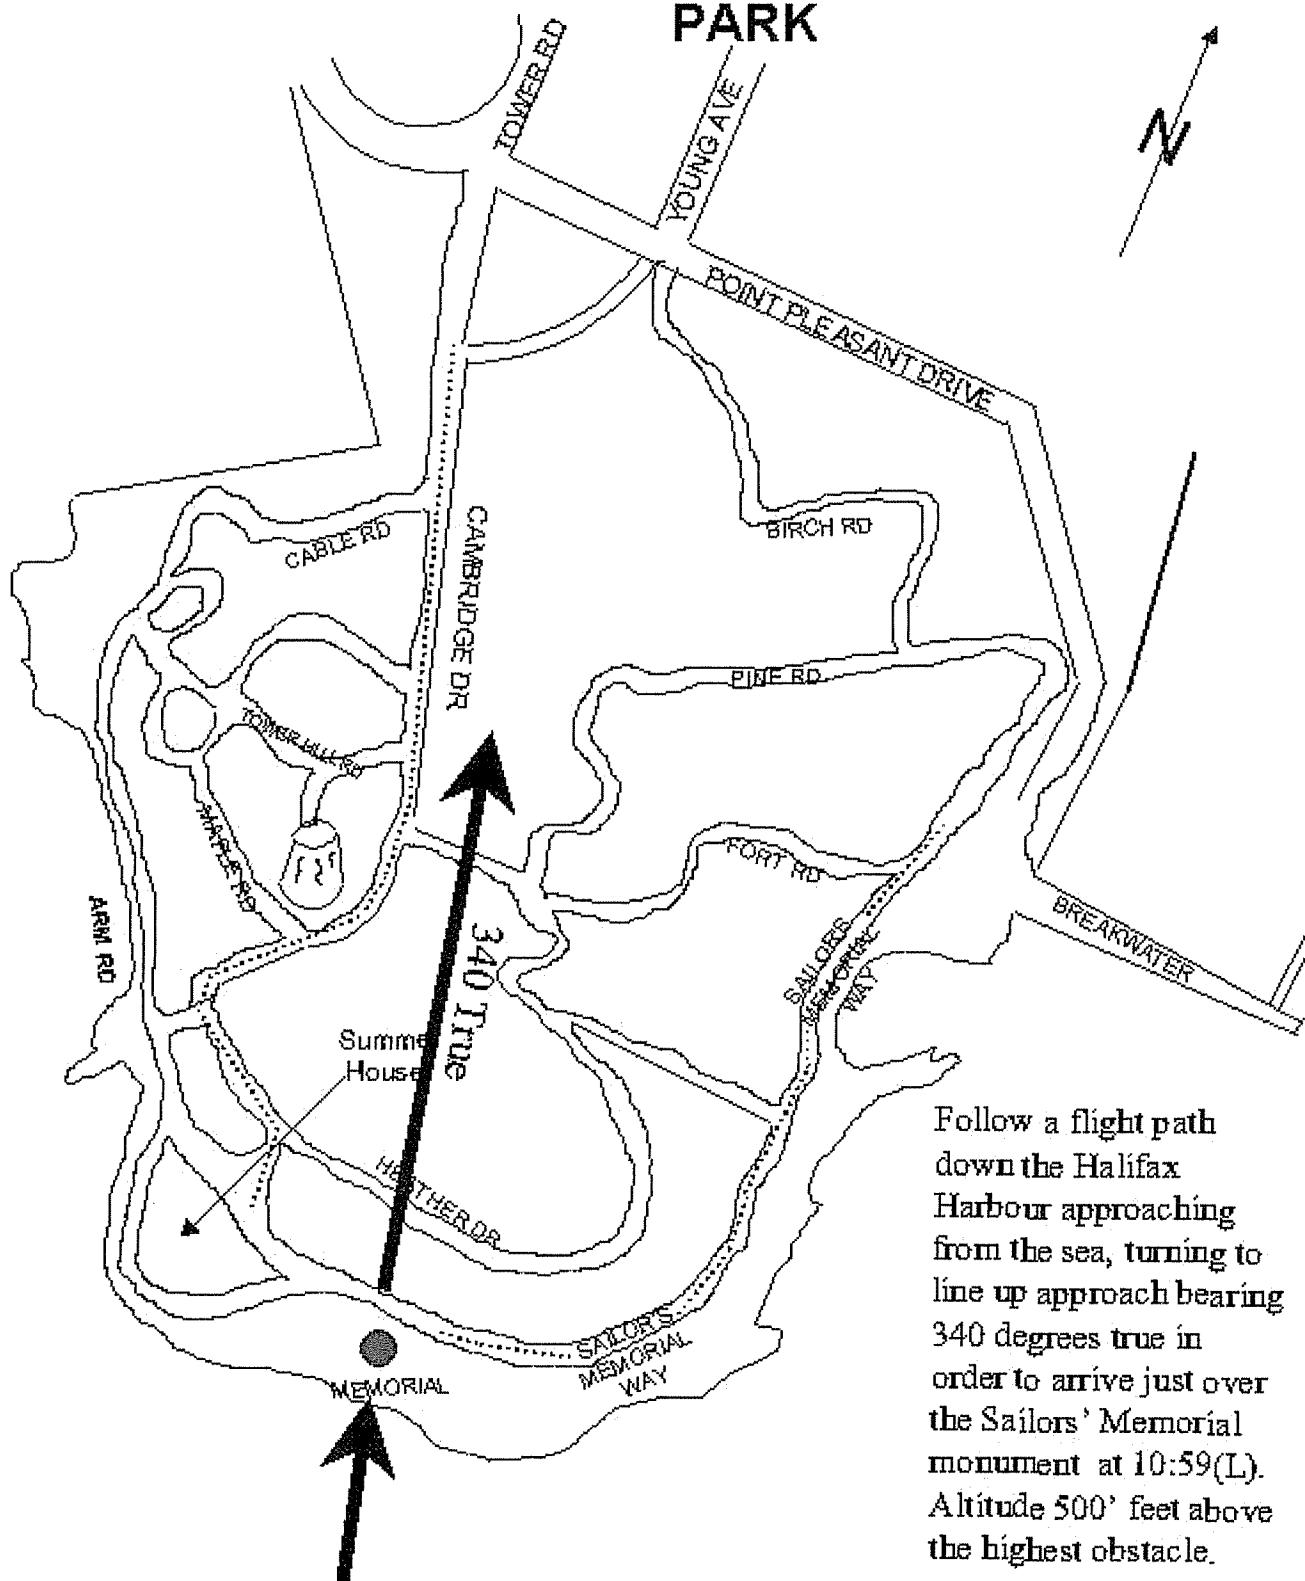 PARK
TOWER RD
YOUNG AVE
N
POINT PLEASANT DRIVE
CABLE RD
CAMBRIDGE DR
BIRCH RD
PINE RD
TOWER HILL RD
MAPLE RD
FORT RD
ARM RD
340 True
SAILORS
MEMORIAL
WAY
BREAKWATER
Summe
House
HEATHER DR
SAILOR'S
MEMORIAL
WAY
MEMORIAL
Follow a flight path
down the Halifax
Harbour approaching
from the sea, turning to
line up approach bearing
340 degrees true in
order to arrive just over
the Sailors' Memorial
monument at 10:59(L).
Altitude 500' feet above
the highest obstacle.